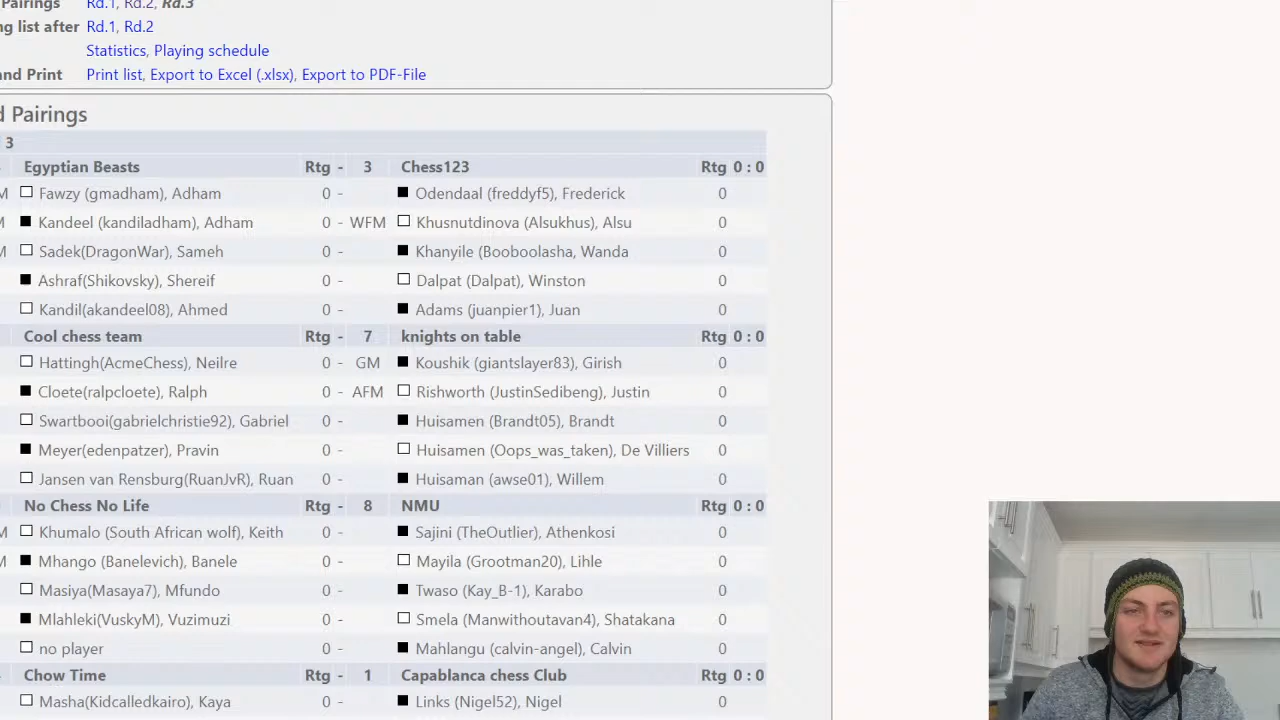 Pairings Rd.1, Rd.2, Rd.3
ng list after Rd.1, Rd.2
Statistics, Playing schedule
and Print Print list, Export to Excel (.xlsx), Export to PDF-File
d Pairings
3
Egyptian Beasts Rtg - 3 Chess123 Rtg 0 : 0
M Fawzy (gmadham), Adham 0 - Odendaal (freddyf5), Frederick 0
M Kandeel (kandiladham), Adham 0 - WFM Khusnutdinova (Alsukhus), Alsu 0
M Sadek(DragonWar), Sameh 0 - Khanyile (Booboolasha, Wanda 0
Ashraf(Shikovsky), Shereif 0 - Dalpat (Dalpat), Winston 0
Kandil(akandeel08), Ahmed 0 - Adams (juanpier1), Juan 0
Cool chess team Rtg - 7 knights on table Rtg 0 : 0
Hattingh(AcmeChess), Neilre 0 - GM Koushik (giantslayer83), Girish 0
Cloete(ralpcloete), Ralph 0 - AFM Rishworth (JustinSedibeng), Justin 0
Swartbooi(gabrielchristie92), Gabriel 0 - Huisamen (Brandt05), Brandt 0
Meyer(edenpatzer), Pravin 0 - Huisamen (Oops_was_taken), De Villiers 0
Jansen van Rensburg(RuanJvR), Ruan 0 - Huisaman (awse01), Willem 0
No Chess No Life Rtg - 8 NMU Rtg 0 : 0
M Khumalo (South African wolf), Keith 0 - Sajini (TheOutlier), Athenkosi 0
M Mhango (Banelevich), Banele 0 - Mayila (Grootman20), Lihle 0
Masiya(Masaya7), Mfundo 0 - Twaso (Kay_B-1), Karabo 0
Mlahleki(VuskyM), Vuzimuzi 0 - Smela (Manwithoutavan4), Shatakana 0
no player 0 - Mahlangu (calvin-angel), Calvin 0
Chow Time Rtg - 1 Capablanca chess Club Rtg 0 : 0
Masha(Kidcalledkairo), Kaya 0 - Links (Nigel52), Nigel 0